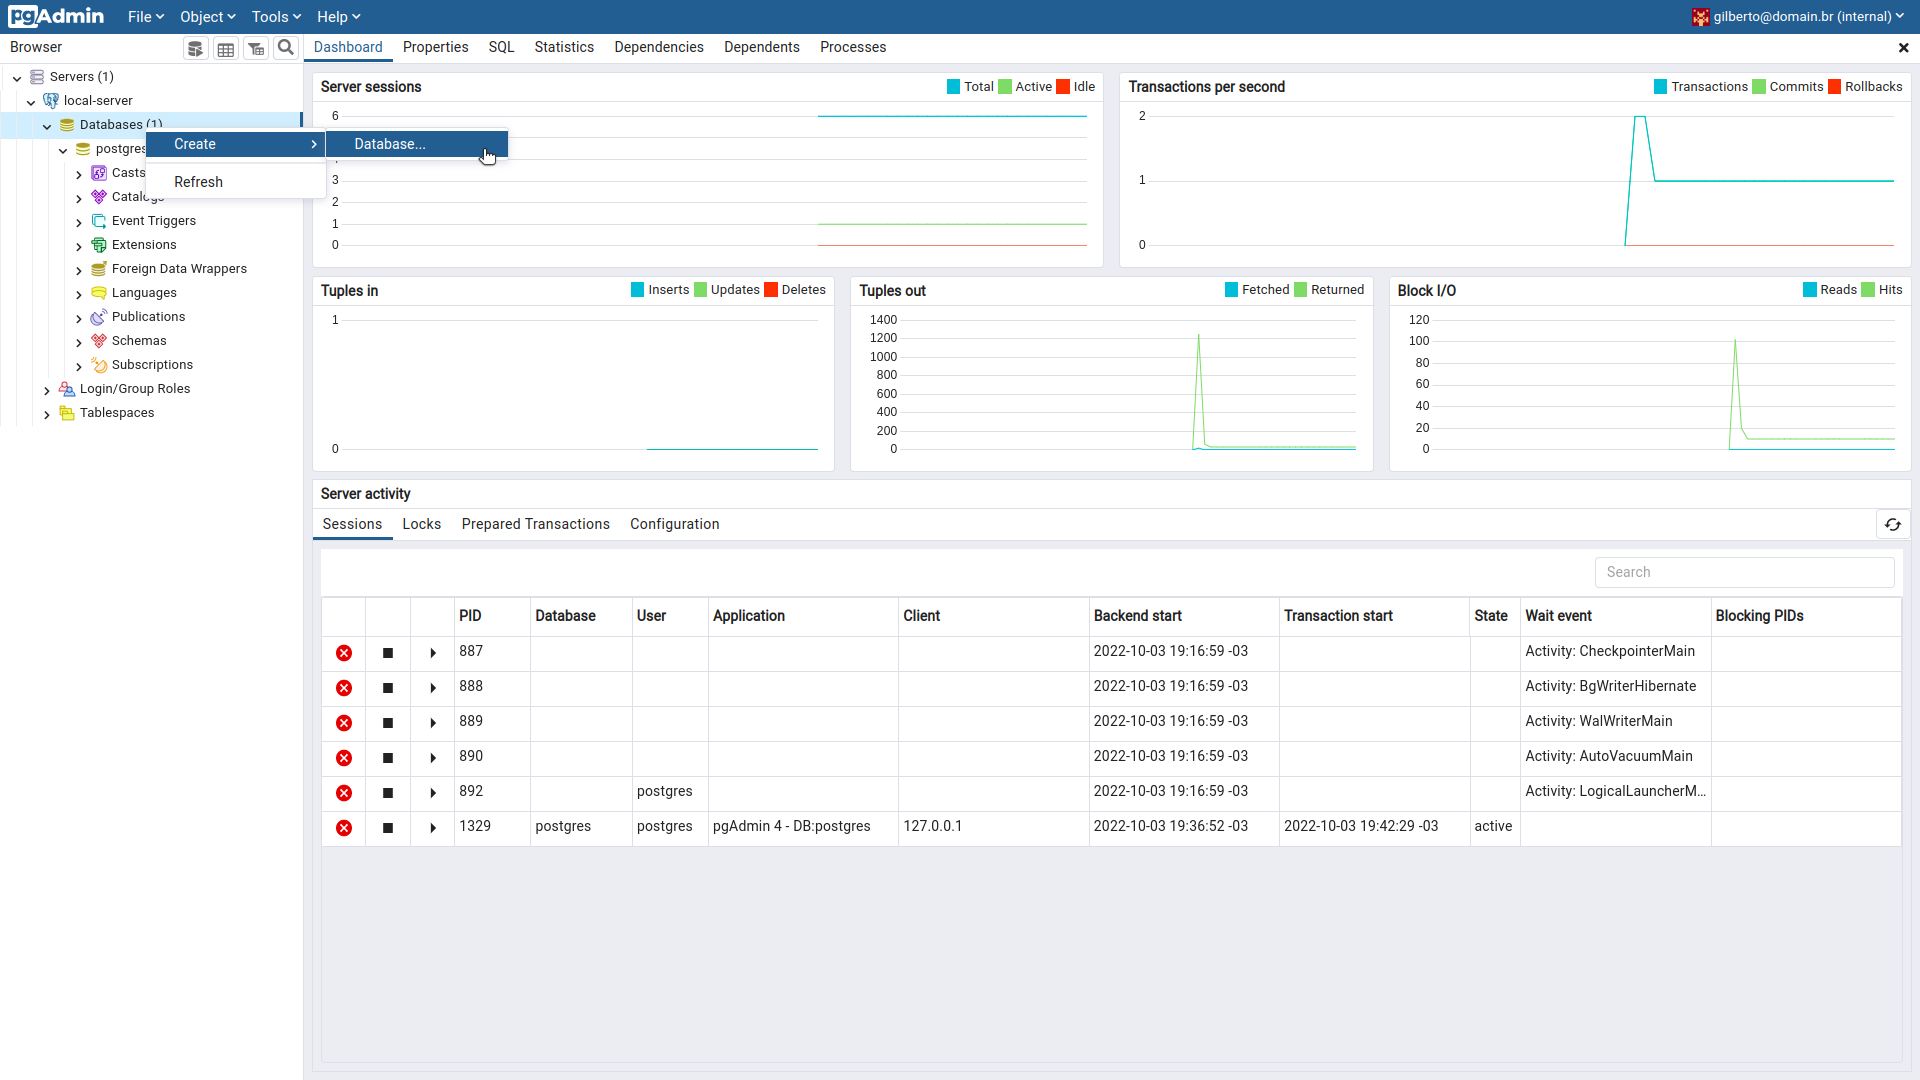 pgAdmin File Object Tools Help gilberto@domain.br (internal)
Browser
Dashboard Properties SQL Statistics Dependencies Dependents Processes
Servers (1)
local-server
Databases (1)
postgres
Casts
Catalogs
Event Triggers
Extensions
Foreign Data Wrappers
Languages
Publications
Schemas
Subscriptions
Login/Group Roles
Tablespaces
Create
Database...
Refresh
Server sessions Total Active Idle
6
3
2
1
0
Transactions per second Transactions Commits Rollbacks
2
1
0
Tuples in Inserts Updates Deletes
1
0
Tuples out Fetched Returned
1400
1200
1000
800
600
400
200
0
Block I/O Reads Hits
120
100
80
60
40
20
0
Server activity
Sessions Locks Prepared Transactions Configuration
Search
PID Database User Application Client Backend start Transaction start State Wait event Blocking PIDs
887 2022-10-03 19:16:59 -03 Activity: CheckpointerMain
888 2022-10-03 19:16:59 -03 Activity: BgWriterHibernate
889 2022-10-03 19:16:59 -03 Activity: WalWriterMain
890 2022-10-03 19:16:59 -03 Activity: AutoVacuumMain
892 postgres 2022-10-03 19:16:59 -03 Activity: LogicalLauncherM...
1329 postgres postgres pgAdmin 4 - DB:postgres 127.0.0.1 2022-10-03 19:36:52 -03 2022-10-03 19:42:29 -03 active